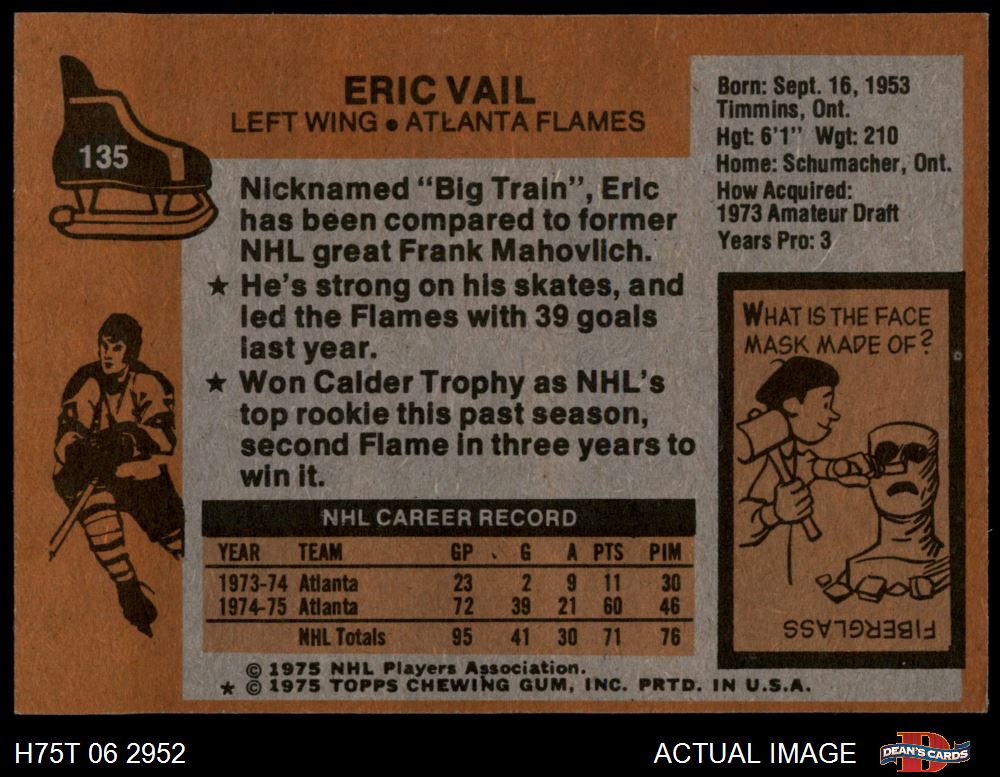 135
ERIC VAIL
LEFT WING • ATLANTA FLAMES
Nicknamed "Big Train", Eric
has been compared to former
NHL great Frank Mahovlich.
★ He's strong on his skates, and
led the Flames with 39 goals
last year.
★ Won Calder Trophy as NHL's
top rookie this past season,
second Flame in three years to
win it.
NHL CAREER RECORD
YEAR TEAM GP G A PTS PIM
1973-74 Atlanta 23 2 9 11 30
1974-75 Atlanta 72 39 21 60 46
NHL Totals 95 41 30 71 76
© 1975 NHL Players Association.
★ © 1975 TOPPS CHEWING GUM, INC. PRTD. IN U.S.A.
Born: Sept. 16, 1953
Timmins, Ont.
Hgt: 6'1" Wgt: 210
Home: Schumacher, Ont.
How Acquired:
1973 Amateur Draft
Years Pro: 3
WHAT IS THE FACE
MASK MADE OF?
FIBERGLASS
H75T 06 2952
ACTUAL IMAGE
D
DEAN'S CARDS